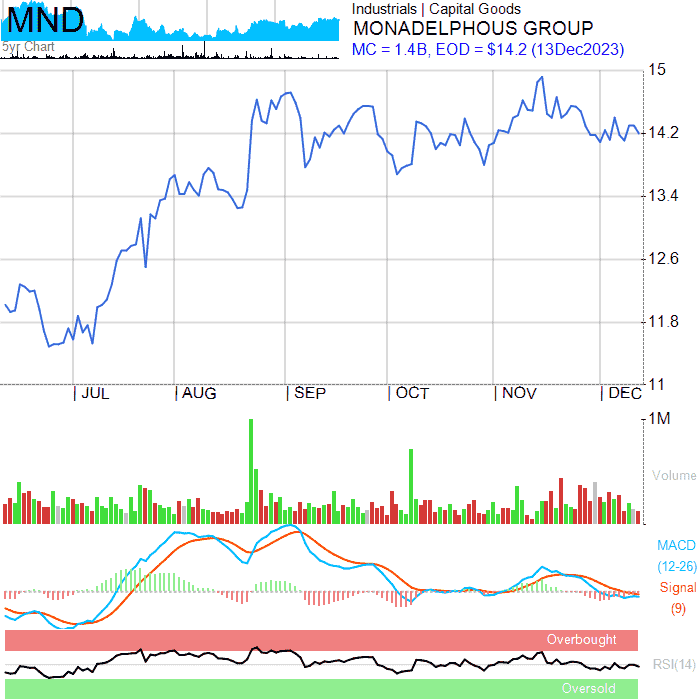 MND
5yr Chart
Industrials | Capital Goods
MONADELPHOUS GROUP
MC = 1.4B, EOD = $14.2 (13Dec2023)
15
14.2
13.4
12.6
11.8
11
JUL AUG SEP OCT NOV DEC
1M
Volume
MACD
(12-26)
Signal
(9)
Overbought
RSI(14)
Oversold